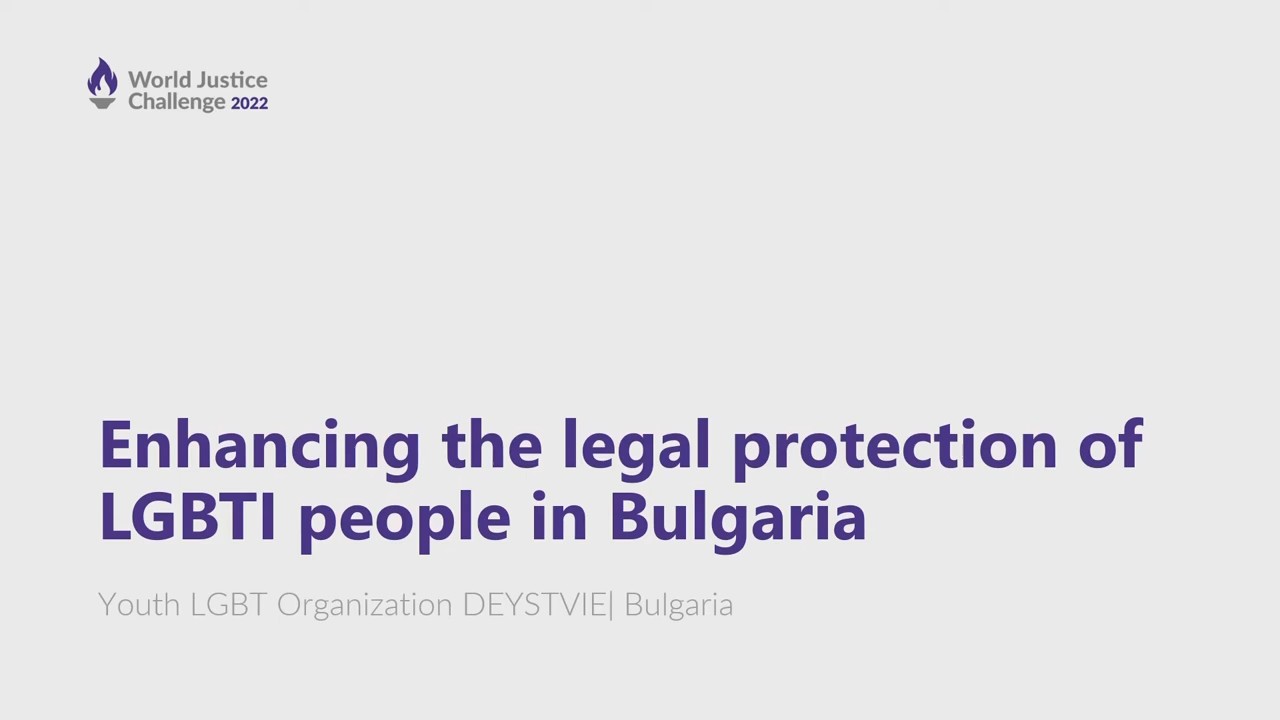 World Justice
Challenge 2022
Enhancing the legal protection of
LGBTI people in Bulgaria
Youth LGBT Organization DEYSTVIE| Bulgaria